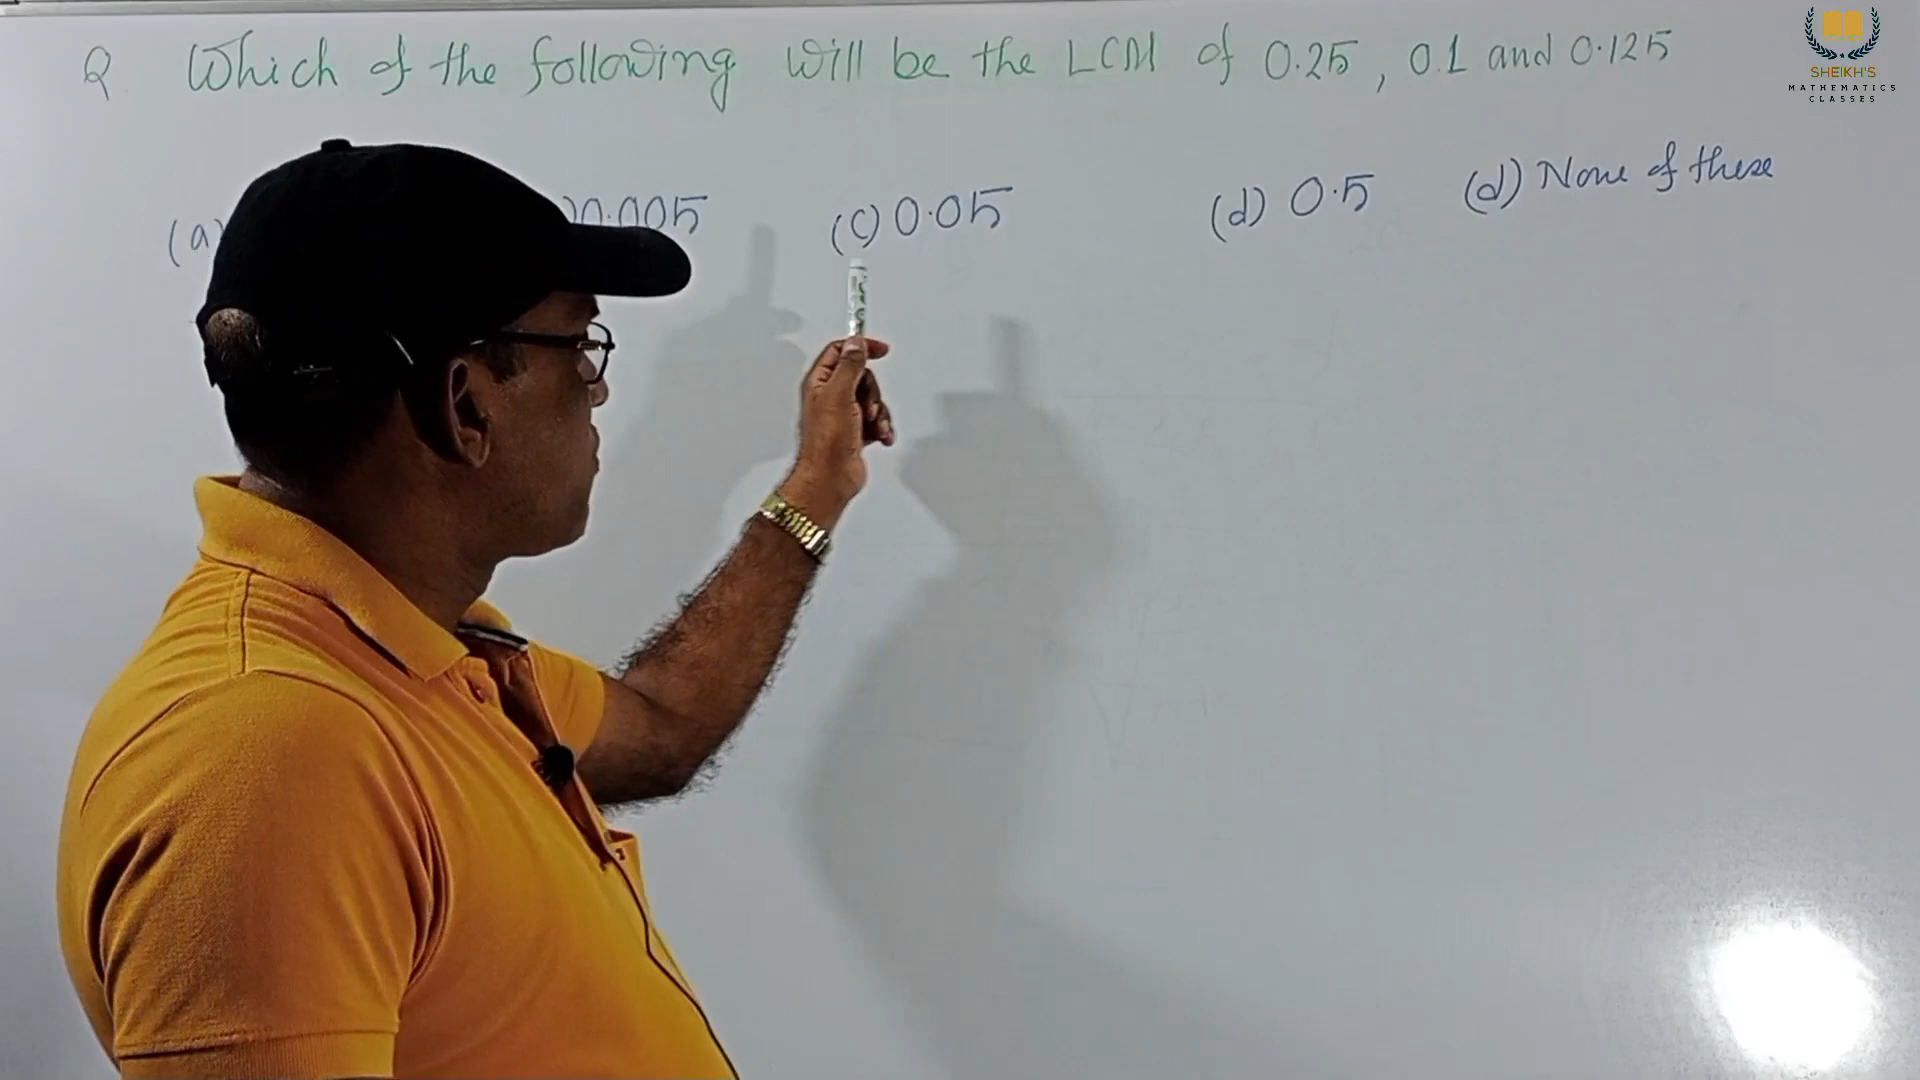 Q Which of the following will be the LCM of 0.25, 0.1 and 0.125
(a) )0.005 (c) 0.05 (d) 0.5 (d) None of these
SHEIKH'S
MATHEMATICS
CLASSES